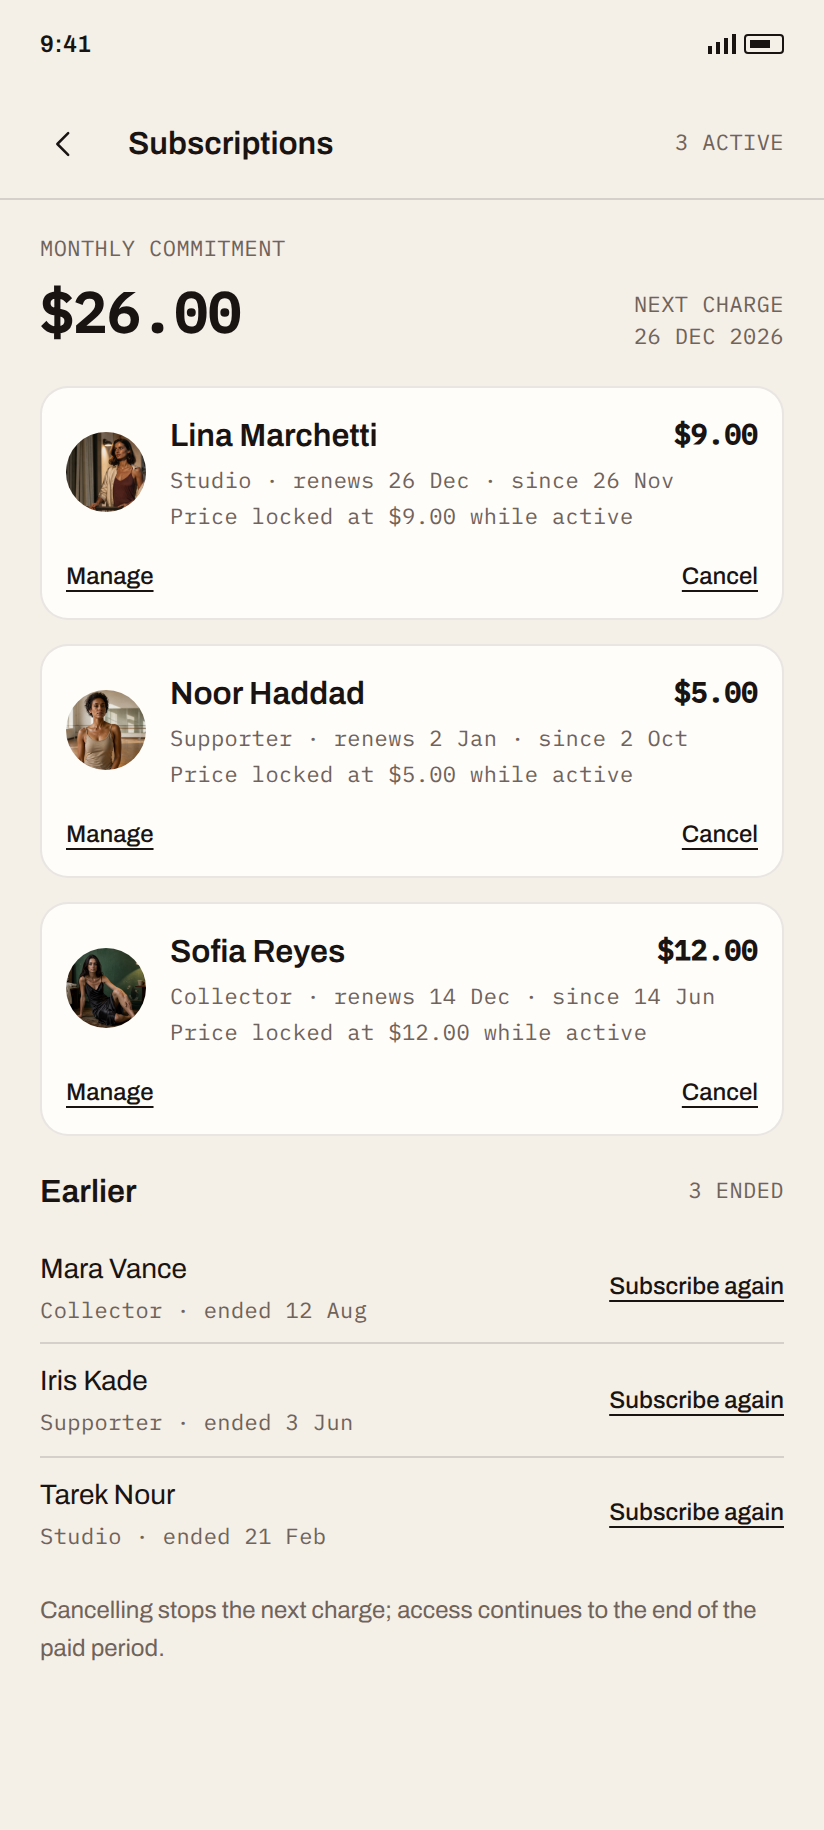 9:41
Subscriptions
3 ACTIVE
MONTHLY COMMITMENT
$26.00
NEXT CHARGE
26 DEC 2026
Lina Marchetti
$9.00
Studio · renews 26 Dec · since 26 Nov
Price locked at $9.00 while active
Manage
Cancel
Noor Haddad
$5.00
Supporter · renews 2 Jan · since 2 Oct
Price locked at $5.00 while active
Manage
Cancel
Sofia Reyes
$12.00
Collector · renews 14 Dec · since 14 Jun
Price locked at $12.00 while active
Manage
Cancel
Earlier
3 ENDED
Mara Vance
Collector · ended 12 Aug
Subscribe again
Iris Kade
Supporter · ended 3 Jun
Subscribe again
Tarek Nour
Studio · ended 21 Feb
Subscribe again
Cancelling stops the next charge; access continues to the end of the
paid period.